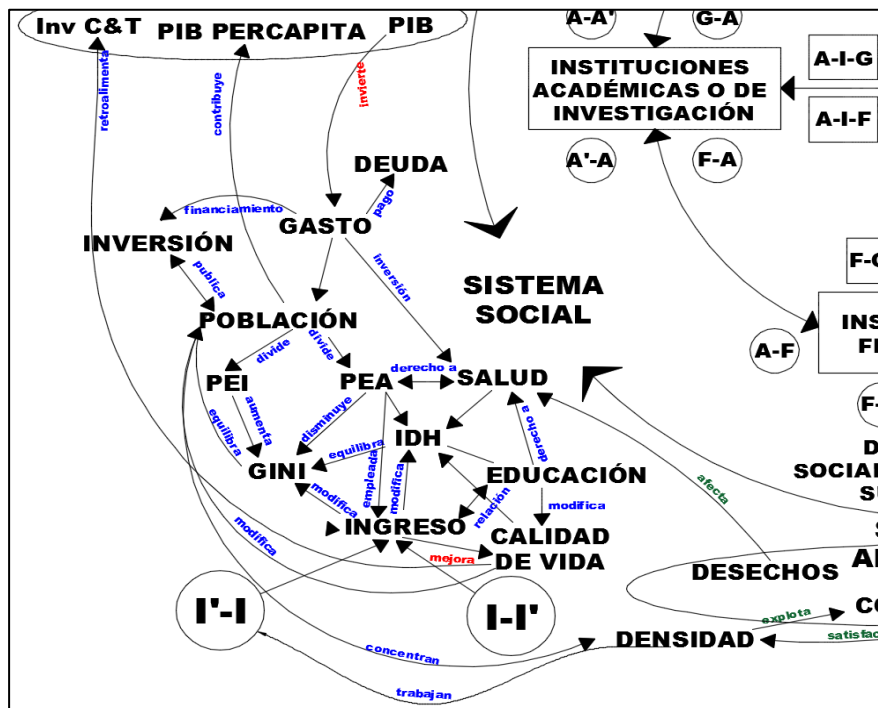 Inv C&T
PIB PERCAPITA
PIB
A-A'
G-A
retroalimenta
contribuye
invierte
INSTITUCIONES
ACADÉMICAS O DE
INVESTIGACIÓN
A-I-G
A-I-F
A'-A
F-A
DEUDA
pago
financiamiento
GASTO
INVERSIÓN
publica
inversión
SISTEMA
SOCIAL
POBLACIÓN
divide
divide
A-F
PEI
PEA
derecho a
SALUD
aumenta
disminuye
equilibra
IDH
equilibra
derecho a
GINI
empleada
modifica
EDUCACIÓN
modifica
relación
modifica
INGRESO
CALIDAD
DE VIDA
mejora
modifica
afecta
DESECHOS
I'-I
I-I'
explota
DENSIDAD
concentran
trabajan